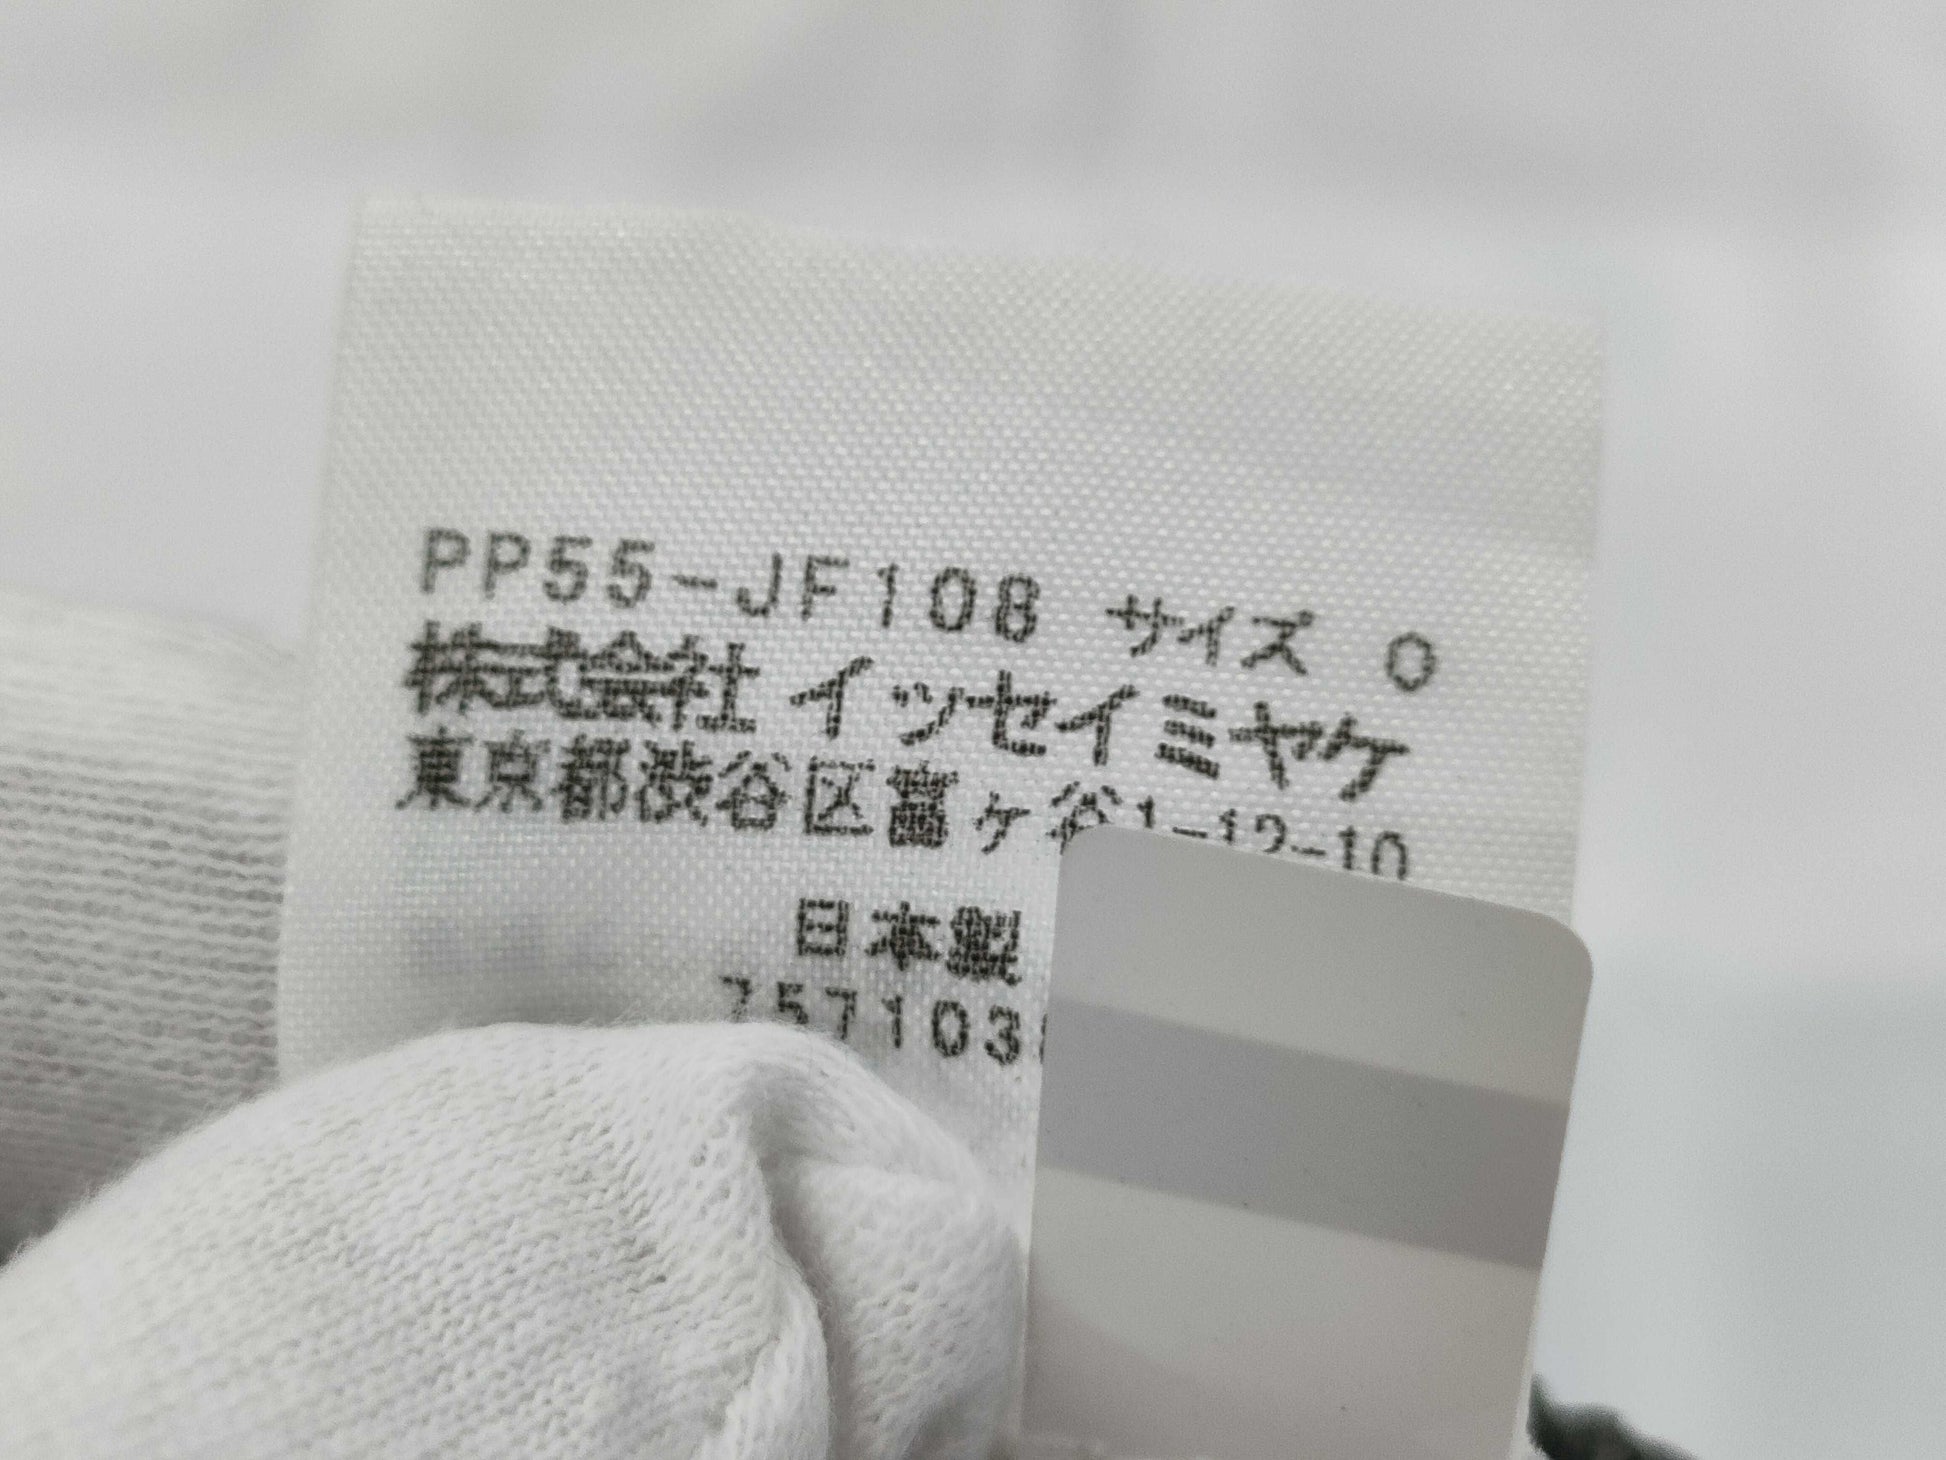 PP55-JF108 サイズ 0
株式会社 イッセイミヤケ
東京都渋谷区富ヶ谷1-12-10
日本製
757103